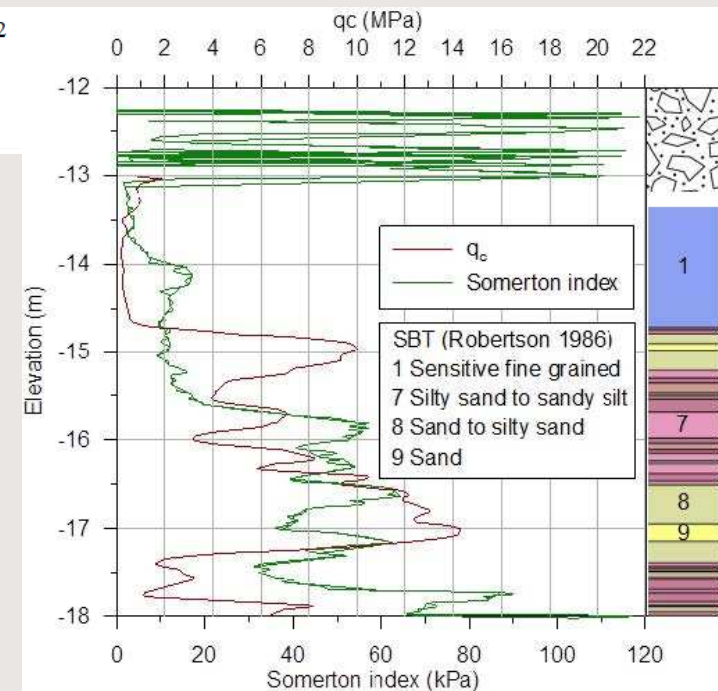 2
qc (MPa)
0 2 4 6 8 10 12 14 16 18 20 22
-12
-13
-14
-15
-16
-17
-18
Elevation (m)
qc
Somerton index
SBT (Robertson 1986)
1 Sensitive fine grained
7 Silty sand to sandy silt
8 Sand to silty sand
9 Sand
1
7
8
9
0 20 40 60 80 100 120
Somerton index (kPa)